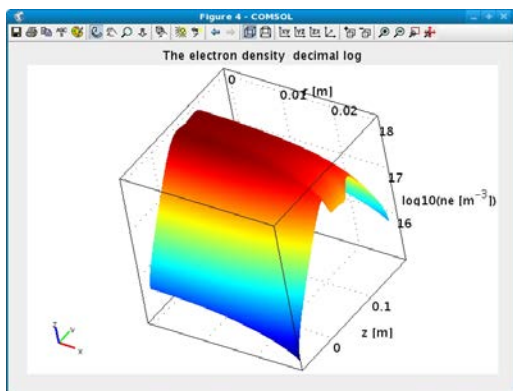 Figure 4 - COMSOL
The electron density decimal log
0
0.01
r [m]
0.02
18
17
log10(ne [m⁻³])
16
0.1
z [m]
0
z
y
x